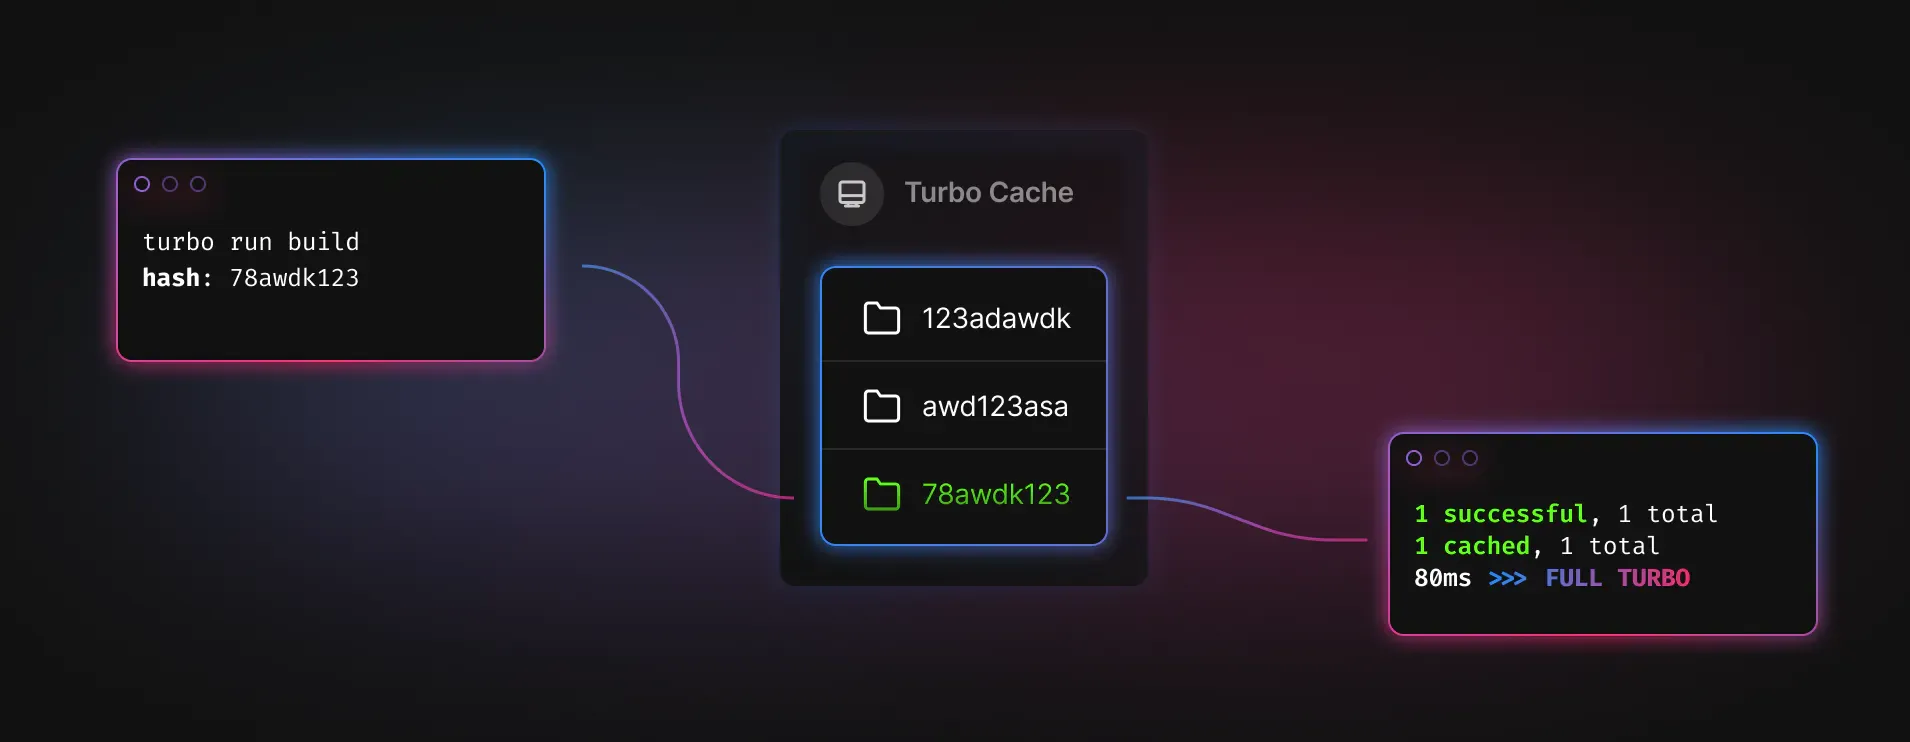 turbo run build
hash: 78awdk123
Turbo Cache
123adawdk
awd123asa
78awdk123
1 successful, 1 total
1 cached, 1 total
80ms >>> FULL TURBO